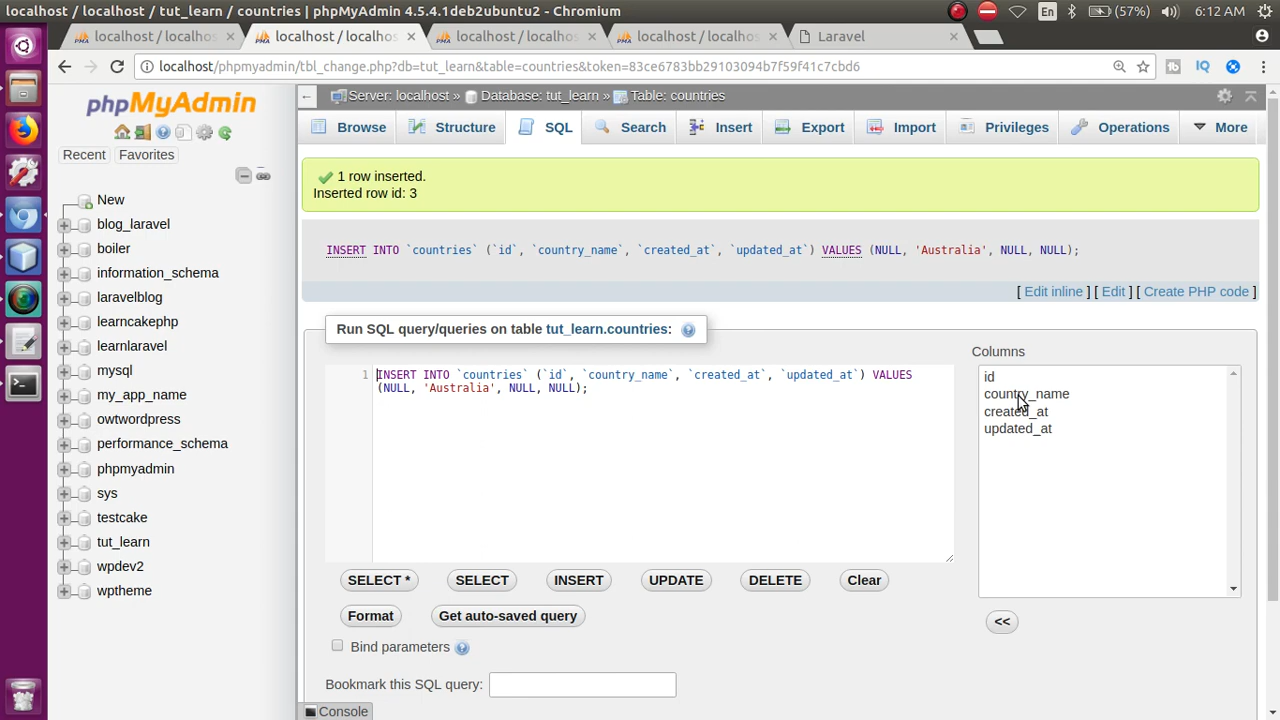 localhost / localhost / tut_learn / countries | phpMyAdmin 4.5.4.1deb2ubuntu2 - Chromium
En
(57%)
6:12 AM
localhost / localhos
localhost / localhos
localhost / localhos
localhost / localhos
Laravel
localhost/phpmyadmin/tbl_change.php?db=tut_learn&table=countries&token=83ce6783bb29103094b7f59f41c7cbd6
phpMyAdmin
Recent
Favorites
New
blog_laravel
boiler
information_schema
laravelblog
learncakephp
learnlaravel
mysql
my_app_name
owtwordpress
performance_schema
phpmyadmin
sys
testcake
tut_learn
wpdev2
wptheme
Server: localhost » Database: tut_learn » Table: countries
Browse
Structure
SQL
Search
Insert
Export
Import
Privileges
Operations
More
1 row inserted.
Inserted row id: 3
INSERT INTO `countries` (`id`, `country_name`, `created_at`, `updated_at`) VALUES (NULL, 'Australia', NULL, NULL);
[ Edit inline ] [ Edit ] [ Create PHP code ]
Run SQL query/queries on table tut_learn.countries:
1 INSERT INTO `countries` (`id`, `country_name`, `created_at`, `updated_at`) VALUES
(NULL, 'Australia', NULL, NULL);
Columns
id
country_name
created_at
updated_at
SELECT *
SELECT
INSERT
UPDATE
DELETE
Clear
<<
Format
Get auto-saved query
Bind parameters
Bookmark this SQL query:
Console